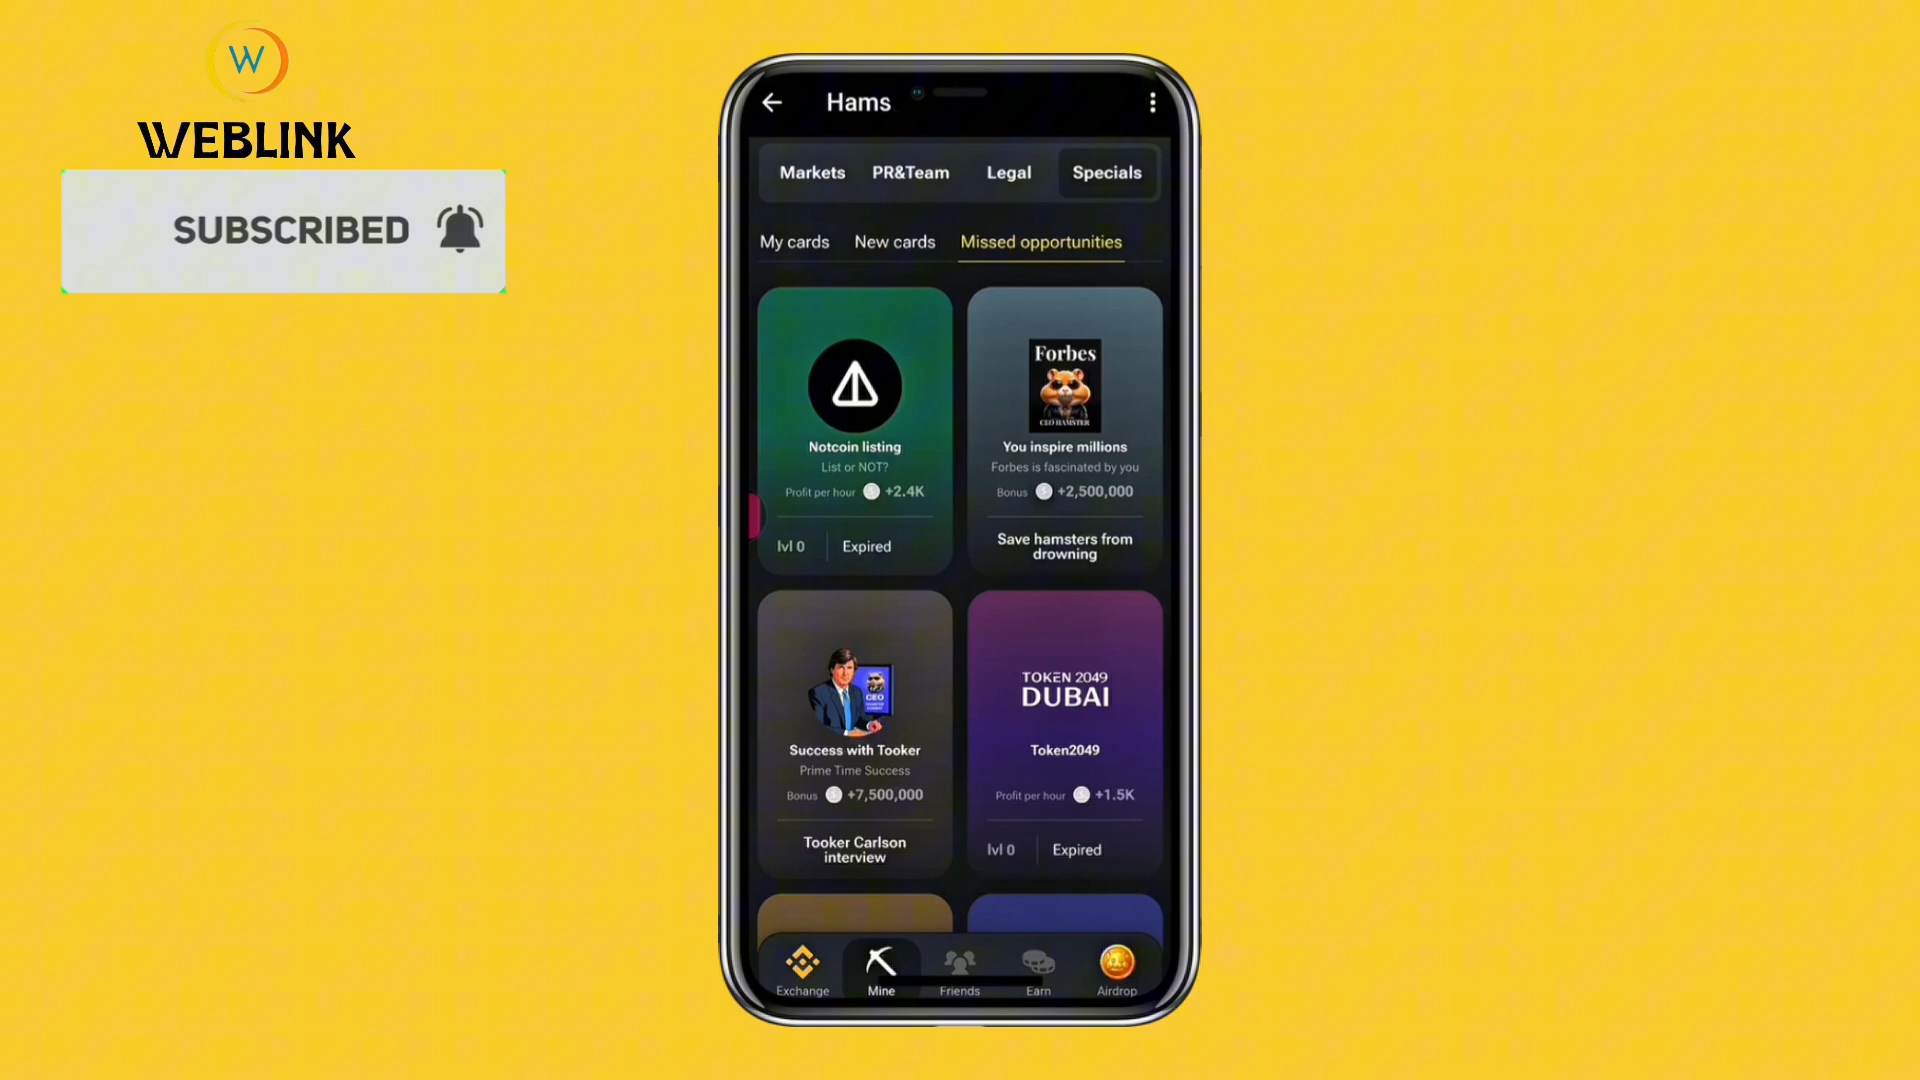 W
WEBLINK
SUBSCRIBED
Hams
Markets PR&Team Legal Specials
My cards New cards Missed opportunities
Notcoin listing
List or NOT?
Profit per hour +2.4K
lvl 0 Expired
Forbes
CEO HAMSTER
You inspire millions
Forbes is fascinated by you
Bonus +2,500,000
Save hamsters from
drowning
CEO
Success with Tooker
Prime Time Success
Bonus +7,500,000
Tooker Carlson
interview
TOKEN 2049
DUBAI
Token2049
Profit per hour +1.5K
lvl 0 Expired
Exchange Mine Friends Earn Airdrop